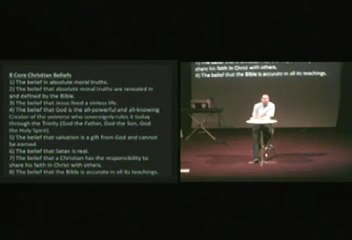 8 Core Christian Beliefs
1) The belief in absolute moral truths.
2) The belief that absolute moral truths are revealed in
and defined by the Bible.
3) The belief that Jesus lived a sinless life.
4) The belief that God is the all-powerful and all-knowing
Creator of the universe who sovereignly rules it today
through the Trinity (God the Father, God the Son, God
the Holy Spirit)
5) The belief that salvation is a gift from God and cannot
be earned.
6) The belief that Satan is real.
7) The belief that a Christian has the responsibility to
share his faith in Christ with others.
8) The belief that the Bible is accurate in all its teachings.
share his faith in Christ with others.
8) The belief that the Bible is accurate in all its teachings.